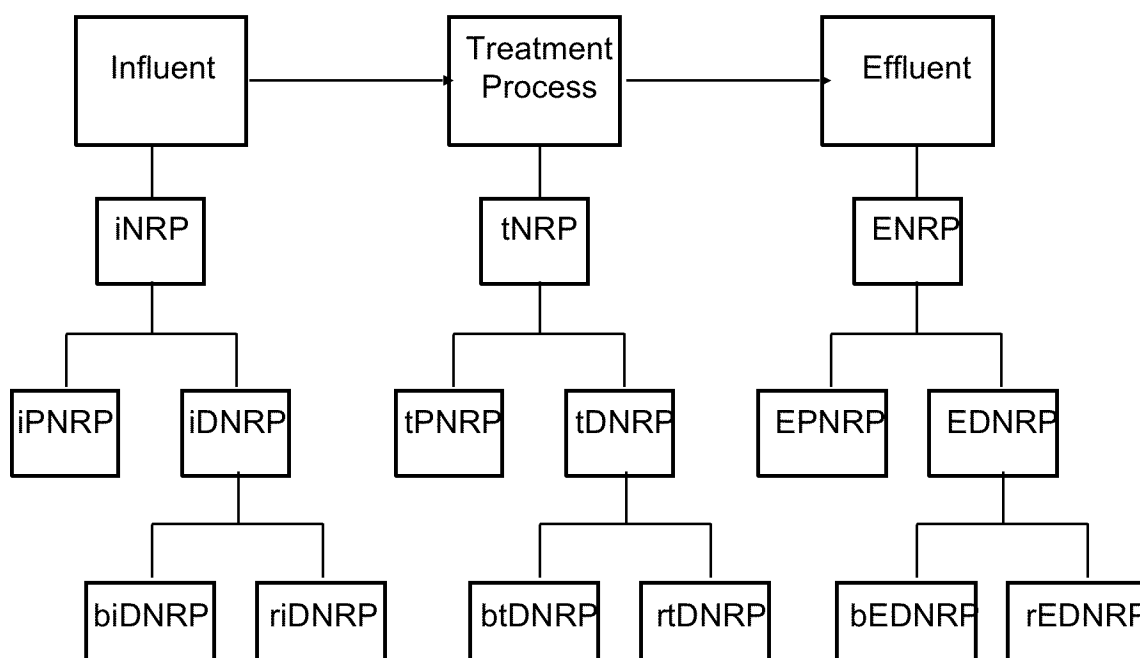 Influent
Treatment
Process
Effluent
iNRP
tNRP
ENRP
iPNRP
iDNRP
tPNRP
tDNRP
EPNRP
EDNRP
biDNRP
riDNRP
btDNRP
rtDNRP
bEDNRP
rEDNRP